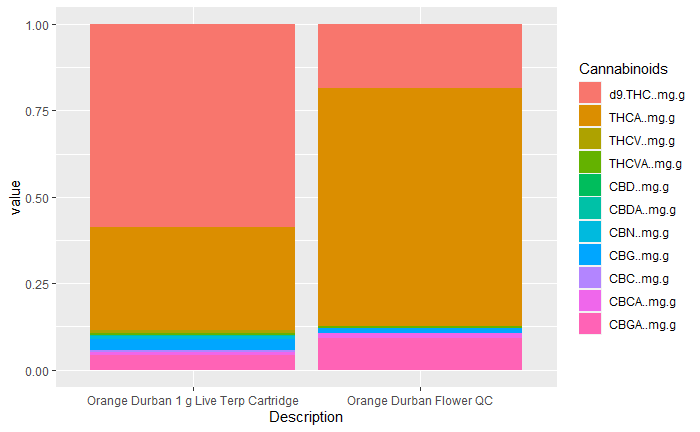 1.00
0.75
0.50
0.25
0.00
value
Orange Durban 1 g Live Terp Cartridge
Orange Durban Flower QC
Description
Cannabinoids
d9.THC..mg.g
THCA..mg.g
THCV..mg.g
THCVA..mg.g
CBD..mg.g
CBDA..mg.g
CBN..mg.g
CBG..mg.g
CBC..mg.g
CBCA..mg.g
CBGA..mg.g